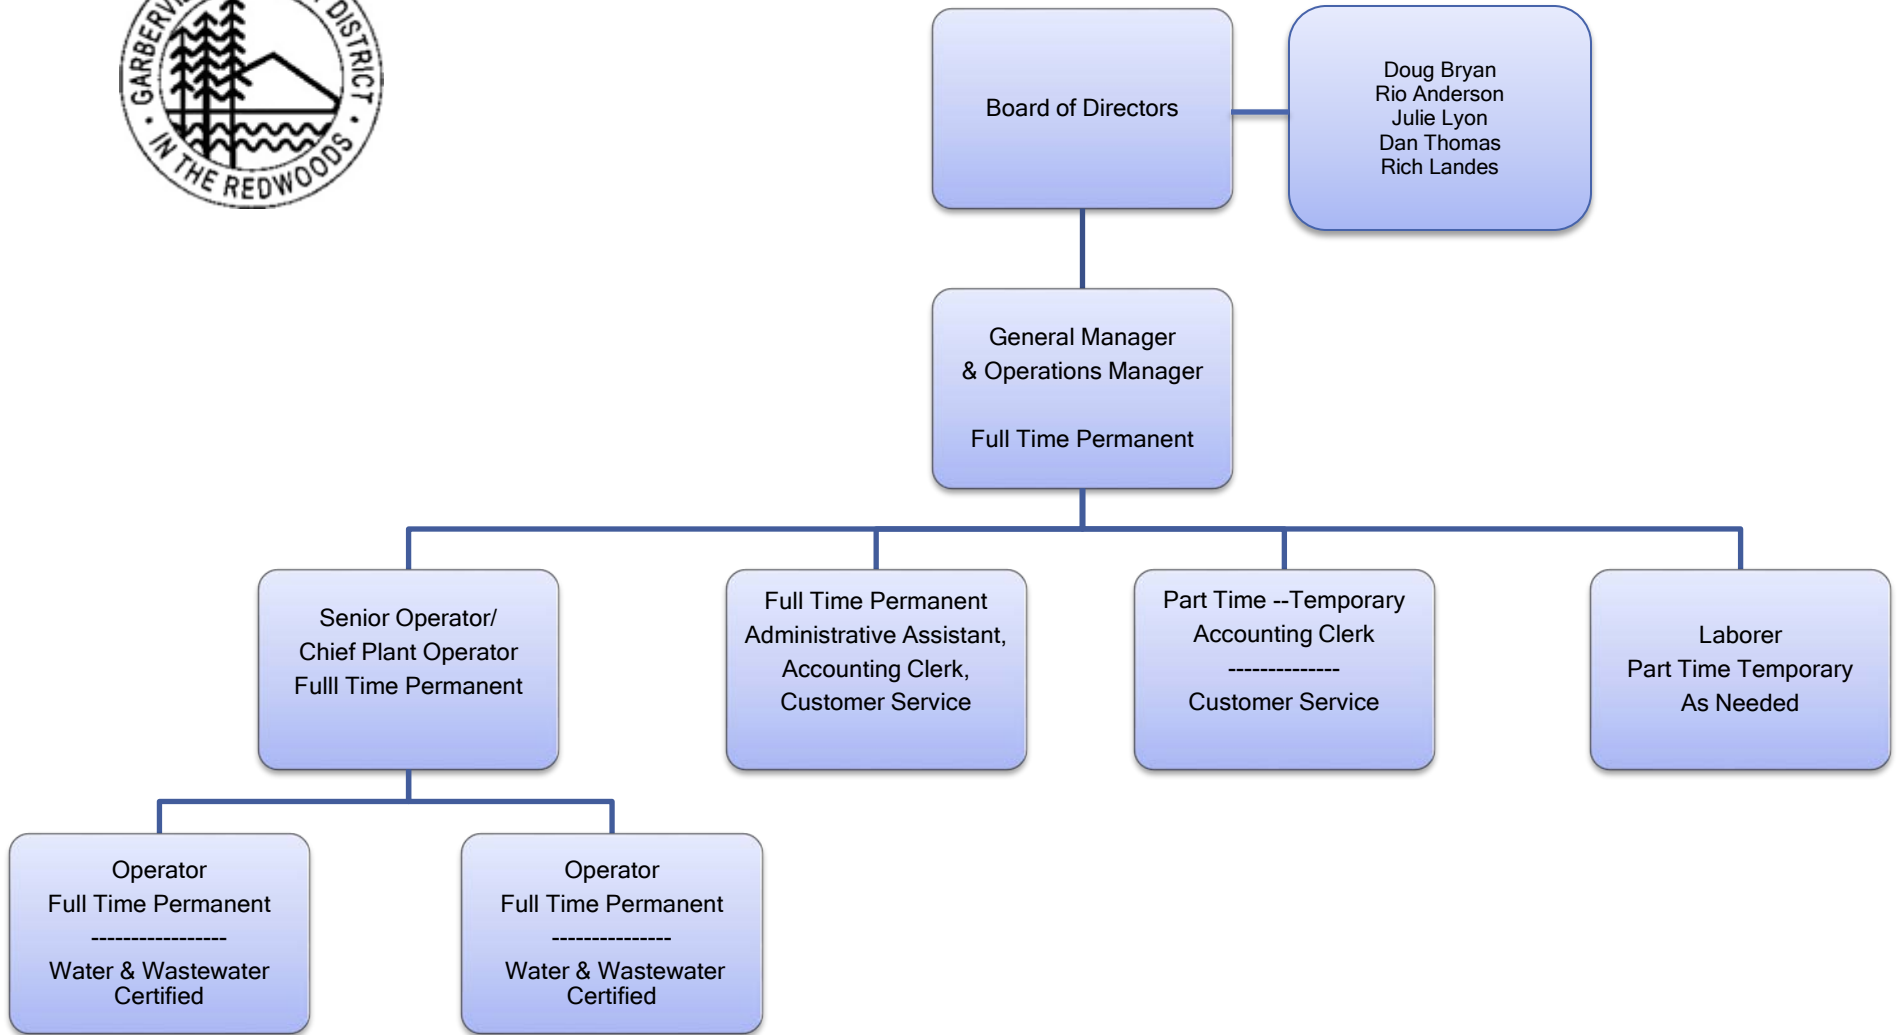 DISTRICT
IN THE REDWOODS
Board of Directors
Doug Bryan
Rio Anderson
Julie Lyon
Dan Thomas
Rich Landes
General Manager
& Operations Manager
Full Time Permanent
Senior Operator/
Chief Plant Operator
Fulll Time Permanent
Full Time Permanent
Administrative Assistant,
Accounting Clerk,
Customer Service
Part Time --Temporary
Accounting Clerk
--------------
Customer Service
Laborer
Part Time Temporary
As Needed
Operator
Full Time Permanent
-----------------
Water & Wastewater
Certified
Operator
Full Time Permanent
---------------
Water & Wastewater
Certified